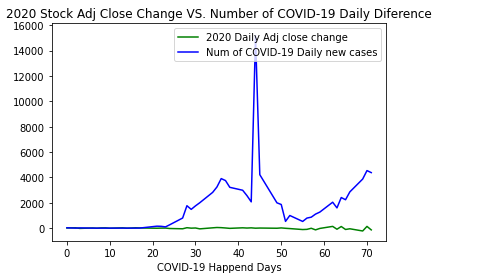 2020 Stock Adj Close Change VS. Number of COVID-19 Daily Diference
16000
14000
12000
10000
8000
6000
4000
2000
0
2020 Daily Adj close change
Num of COVID-19 Daily new cases
0 10 20 30 40 50 60 70
COVID-19 Happend Days